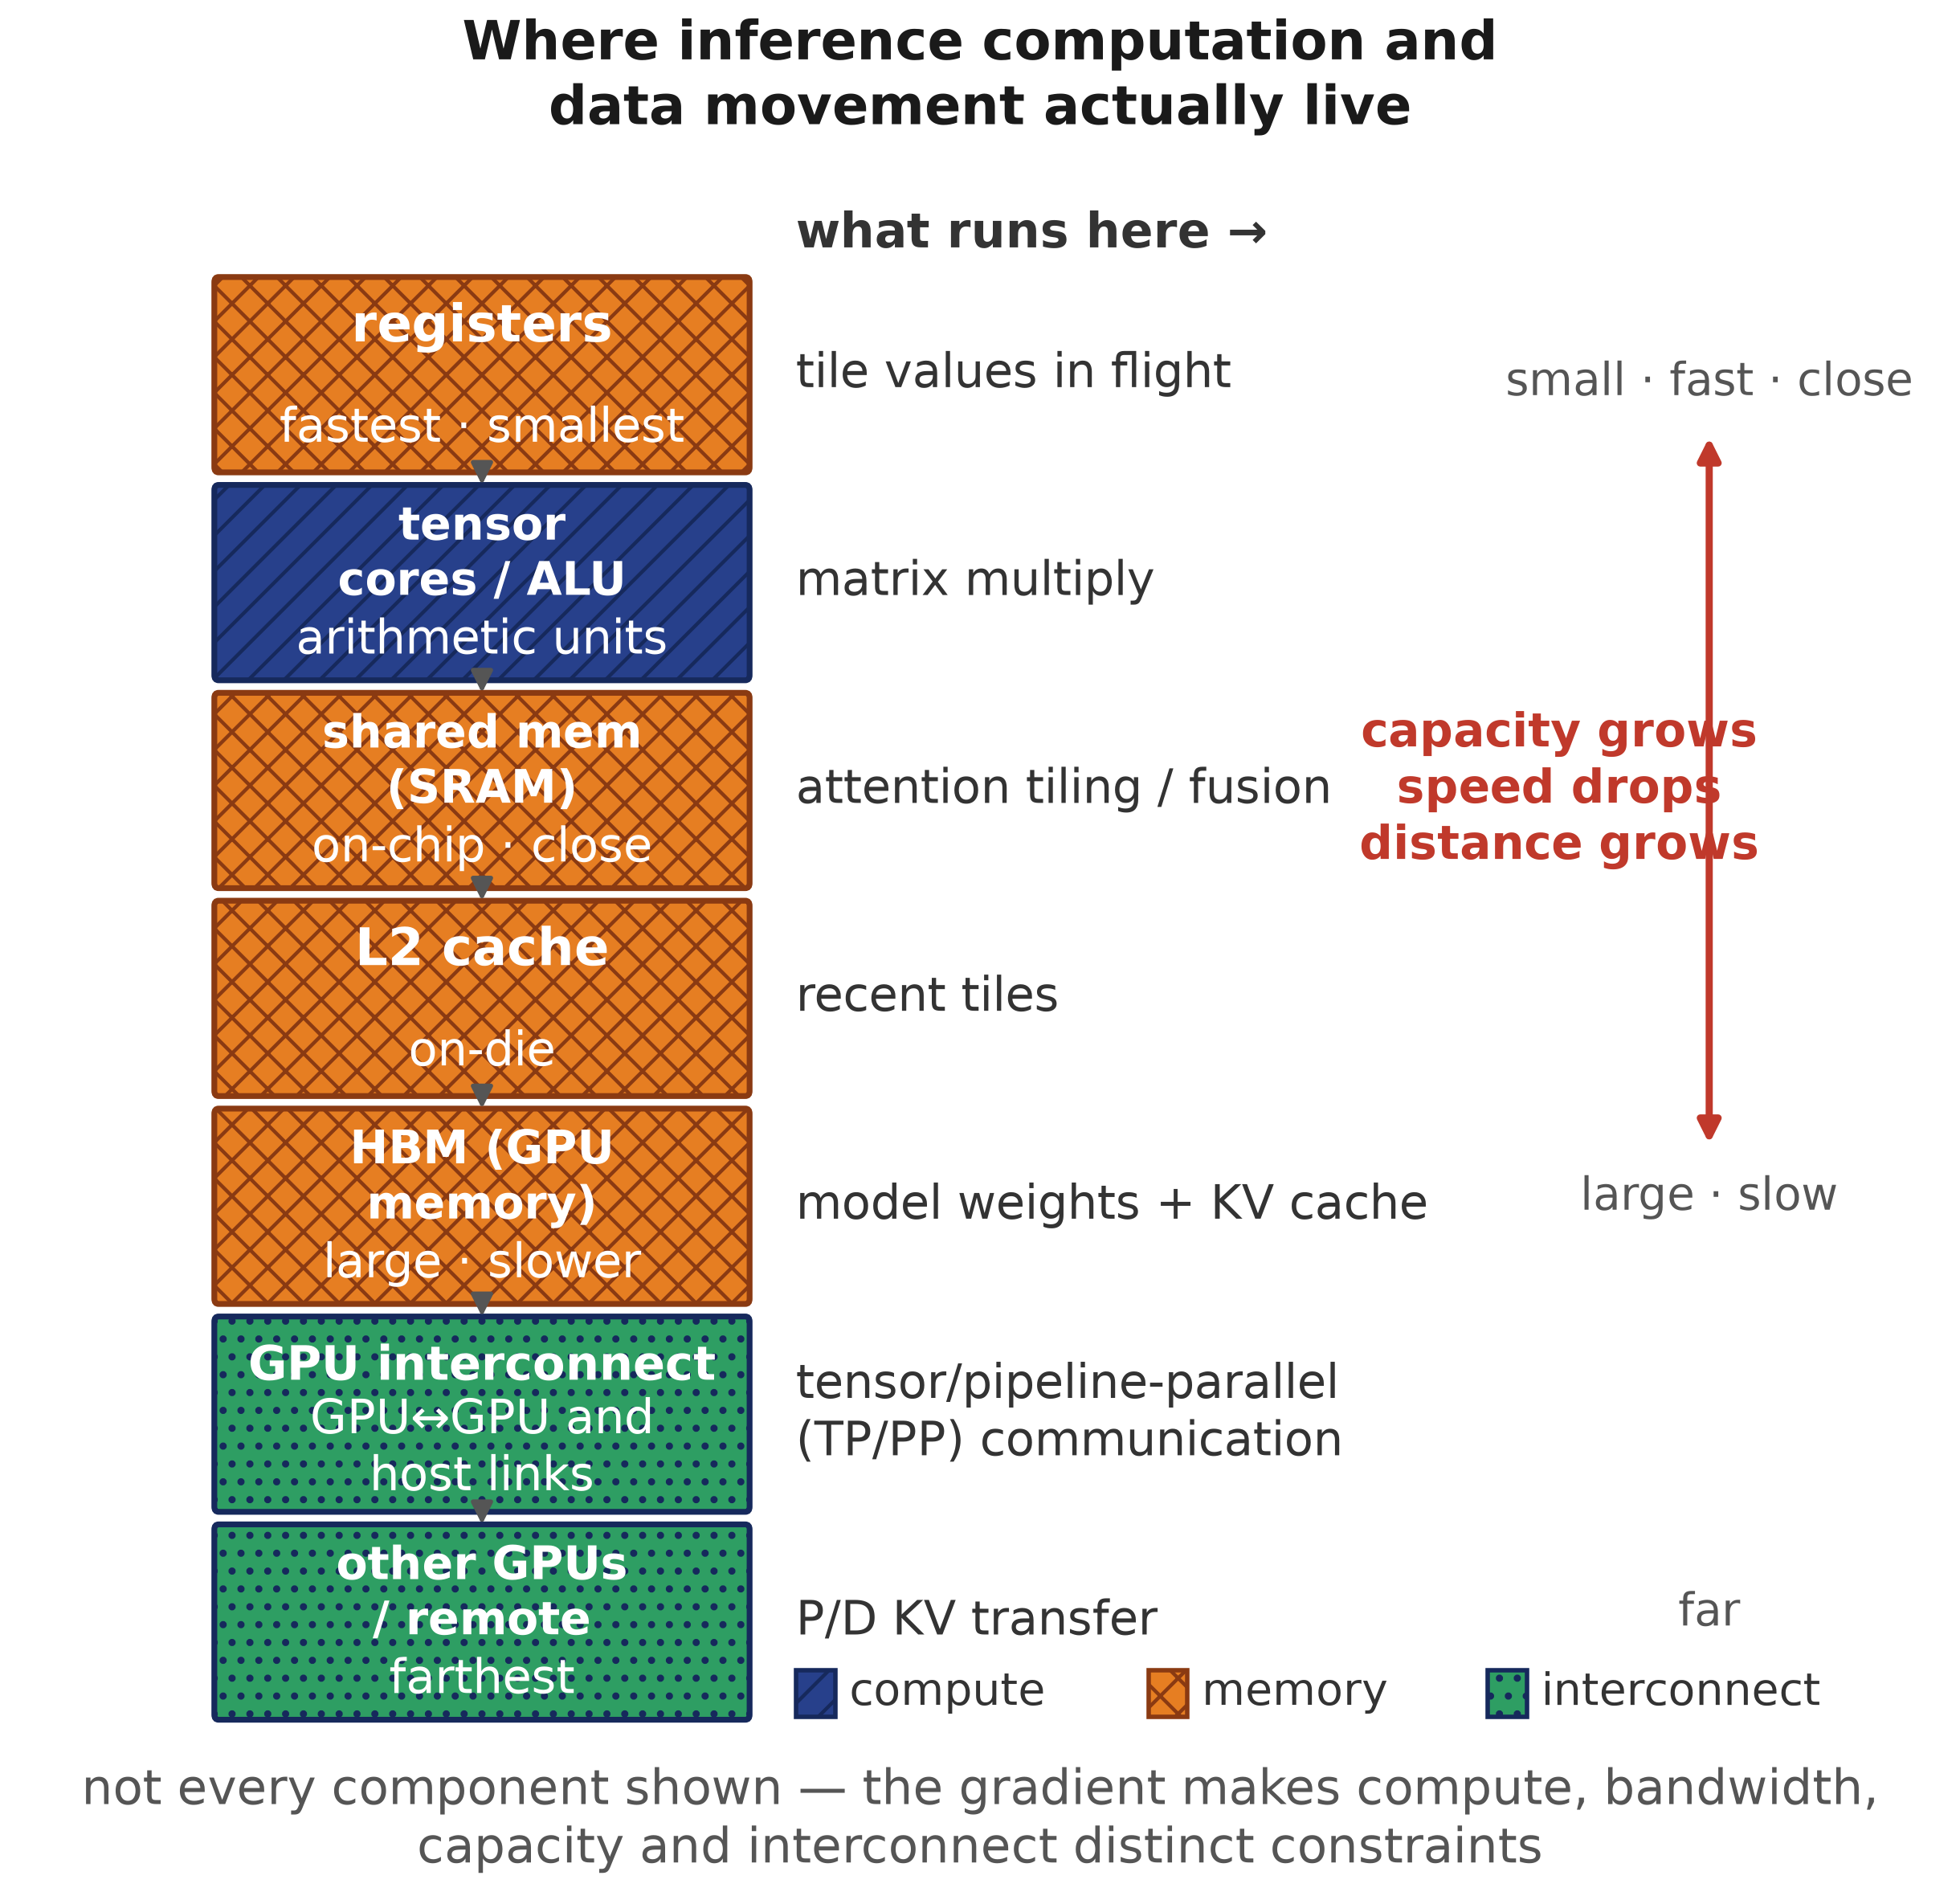 Where inference computation and
data movement actually live
what runs here →
registers
fastest · smallest
tile values in flight
small · fast · close
tensor
cores / ALU
arithmetic units
matrix multiply
shared mem
(SRAM)
on-chip · close
attention tiling / fusion
capacity grows
speed drops
distance grows
L2 cache
on-die
recent tiles
HBM (GPU
memory)
large · slower
model weights + KV cache
large · slow
GPU interconnect
GPU↔GPU and
host links
tensor/pipeline-parallel
(TP/PP) communication
other GPUs
/ remote
farthest
P/D KV transfer
far
compute
memory
interconnect
not every component shown — the gradient makes compute, bandwidth,
capacity and interconnect distinct constraints